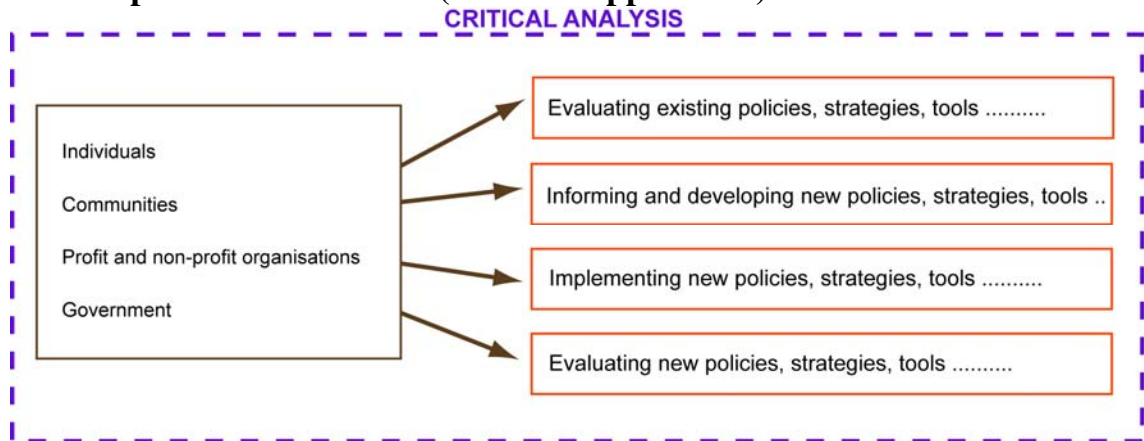 CRITICAL ANALYSIS
Individuals
Communities
Profit and non-profit organisations
Government
Evaluating existing policies, strategies, tools ..........
Informing and developing new policies, strategies, tools ..
Implementing new policies, strategies, tools ..........
Evaluating new policies, strategies, tools ..........